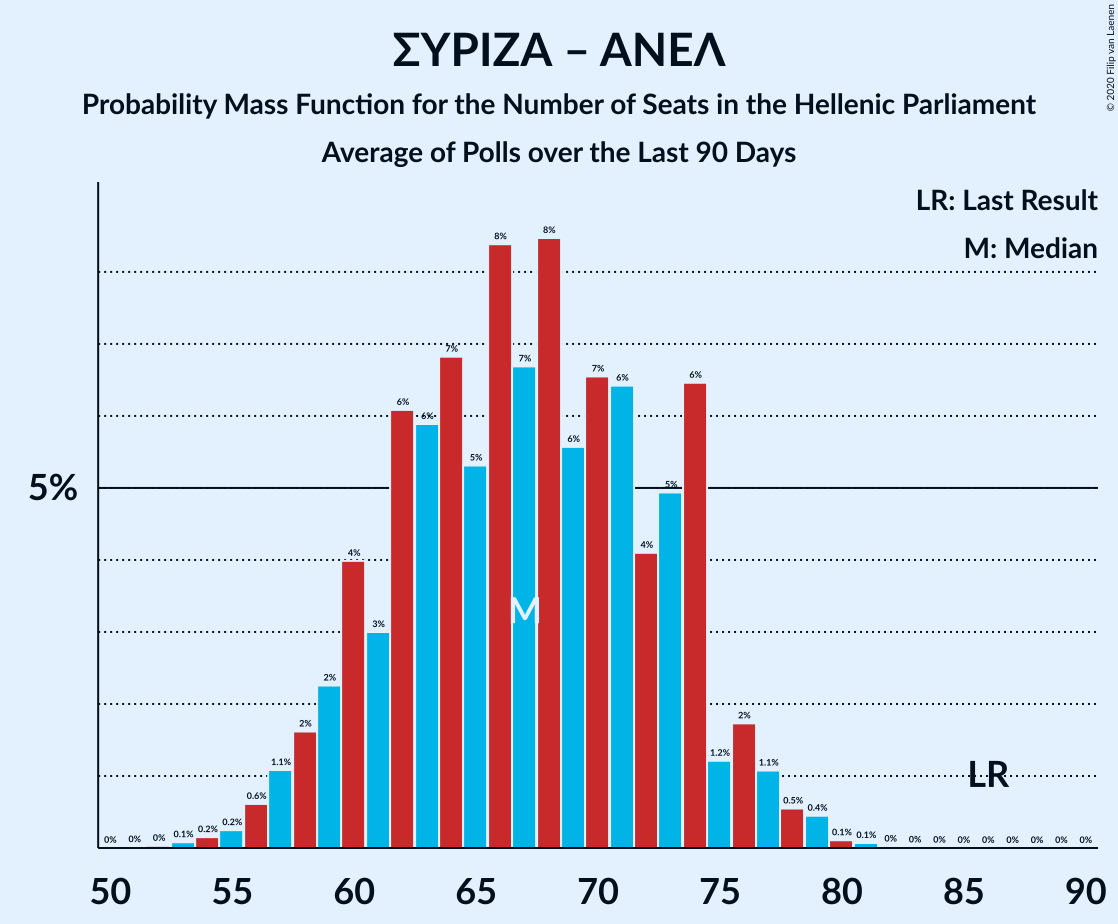 ΣΥΡΙΖΑ – ΑΝΕΛ
Probability Mass Function for the Number of Seats in the Hellenic Parliament
Average of Polls over the Last 90 Days
© 2020 Filip van Laenen
LR: Last Result
M: Median
5%
0% 0% 0% 0.1% 0.2% 0.2% 0.6% 1.1% 2% 2% 4% 3% 6% 6% 7% 5% 8% 7% 8% 6% 7% 6% 4% 5% 6% 1.2% 2% 1.1% 0.5% 0.4% 0.1% 0.1% 0% 0% 0% 0% 0% 0% 0% 0% 0%
M
LR
50 55 60 65 70 75 80 85 90